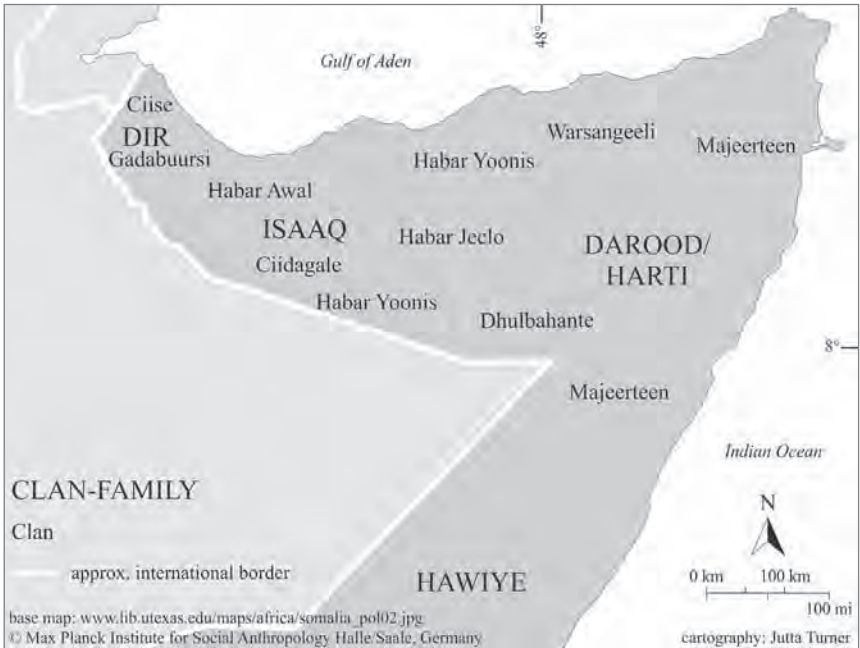 48°
Gulf of Aden
Ciise
DIR
Gadabuursi
Warsangeeli
Majeerteen
Habar Yoonis
Habar Awal
ISAAQ
Habar Jeclo
DAROOD/
HARTI
Ciidagale
Habar Yoonis
Dhulbahante
8°
Majeerteen
Indian Ocean
CLAN-FAMILY
Clan
approx. international border
HAWIYE
N
0 km 100 km
100 mi
base map: www.lib.utexas.edu/maps/africa/somalia_pol02.jpg
© Max Planck Institute for Social Anthropology Halle/Saale, Germany
cartography: Jutta Turner